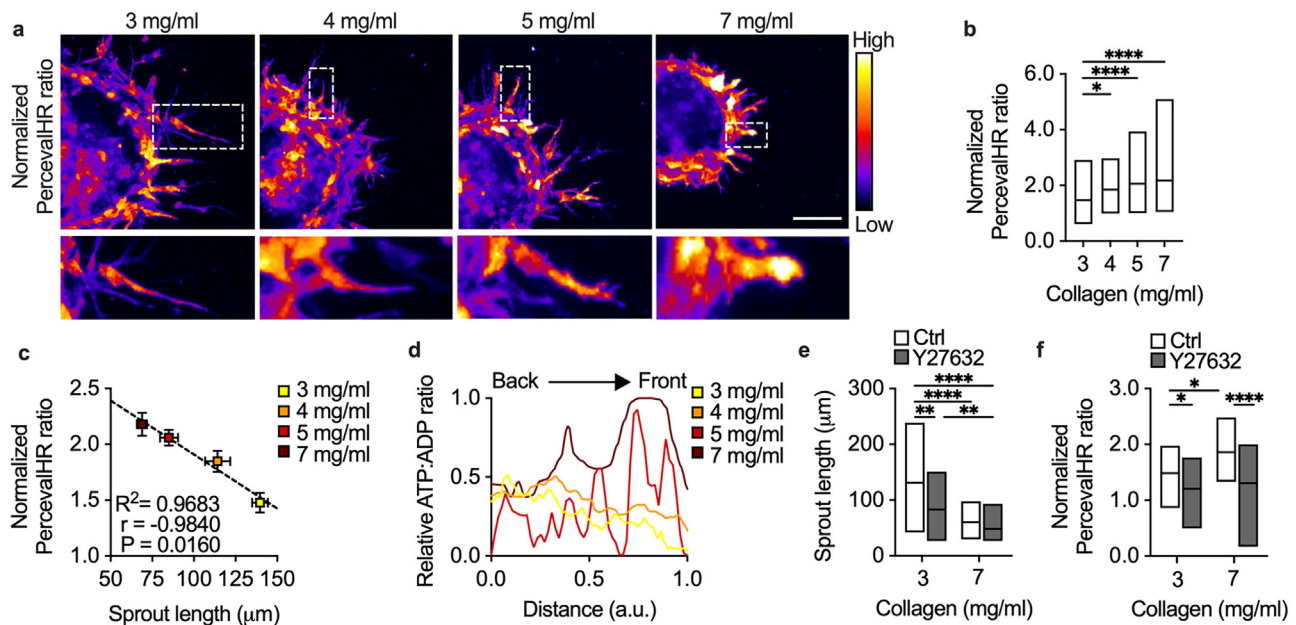 a
3 mg/ml 4 mg/ml 5 mg/ml 7 mg/ml
Normalized
PercevalHR ratio
High
Low
b
Normalized
PercevalHR ratio
6.0
4.0
2.0
0.0
****
****
*
3 4 5 7
Collagen (mg/ml)
c
Normalized
PercevalHR ratio
2.5
2.0
1.5
1.0
3 mg/ml
4 mg/ml
5 mg/ml
7 mg/ml
R²= 0.9683
r = -0.9840
P = 0.0160
50 75 100 125 150
Sprout length (μm)
d
Relative ATP:ADP ratio
1.0
0.5
0.0
Back Front
3 mg/ml
4 mg/ml
5 mg/ml
7 mg/ml
0.0 0.5 1.0
Distance (a.u.)
e
Ctrl
Y27632
Sprout length (μm)
300
200
100
0
****
****
** **
3 7
Collagen (mg/ml)
f
Ctrl
Y27632
Normalized
PercevalHR ratio
3.0
2.0
1.0
0.0
*
* ****
3 7
Collagen (mg/ml)